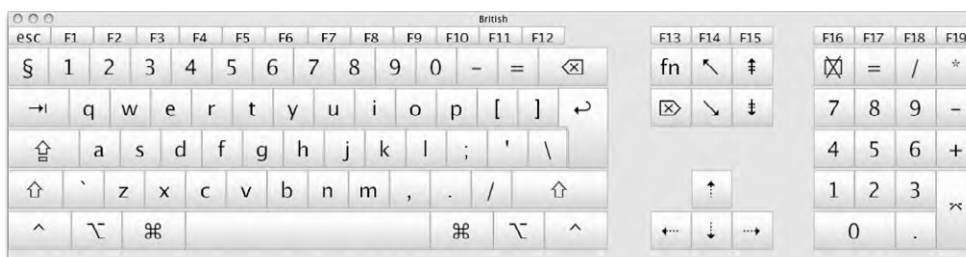 British
esc F1 F2 F3 F4 F5 F6 F7 F8 F9 F10 F11 F12 F13 F14 F15 F16 F17 F18 F19
§ 1 2 3 4 5 6 7 8 9 0 - = ⌫ fn ↖ ⇞ = / *
⇥ q w e r t y u i o p [ ] ↩ ⌦ ↘ ⇟ 7 8 9 -
⇪ a s d f g h j k l ; ' \ 4 5 6 +
⇧ ` z x c v b n m , . / ⇧ ⇡ 1 2 3 ⌤
^ ⌥ ⌘ ⌘ ⌥ ^ ⇠ ⇣ ⇢ 0 .